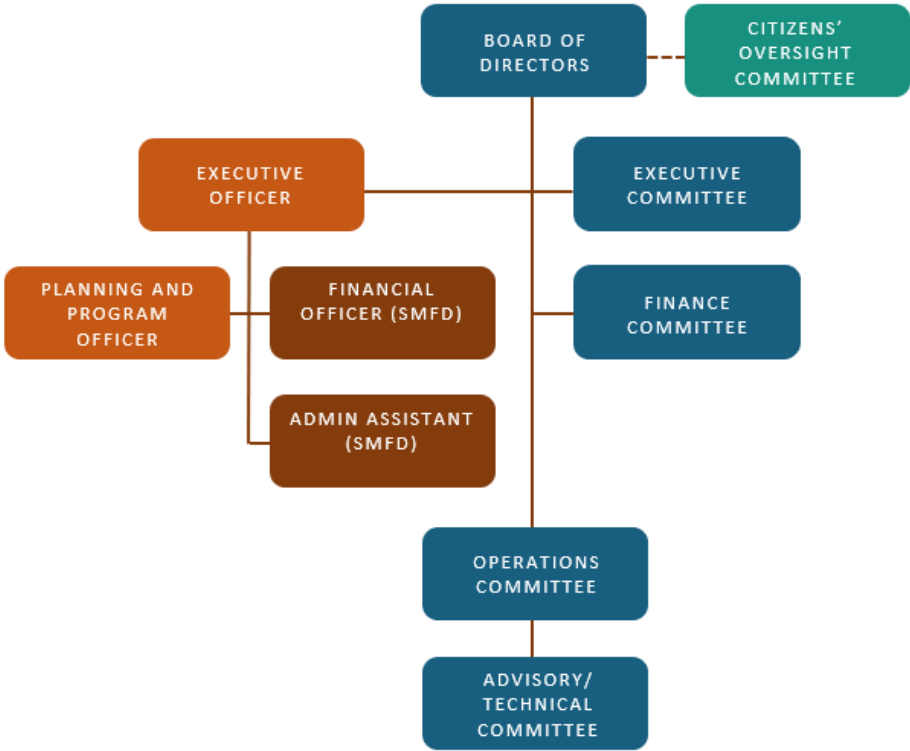 BOARD OF
DIRECTORS
CITIZENS’
OVERSIGHT
COMMITTEE
EXECUTIVE
OFFICER
EXECUTIVE
COMMITTEE
PLANNING AND
PROGRAM
OFFICER
FINANCIAL
OFFICER (SMFD)
FINANCE
COMMITTEE
ADMIN ASSISTANT
(SMFD)
OPERATIONS
COMMITTEE
ADVISORY/
TECHNICAL
COMMITTEE